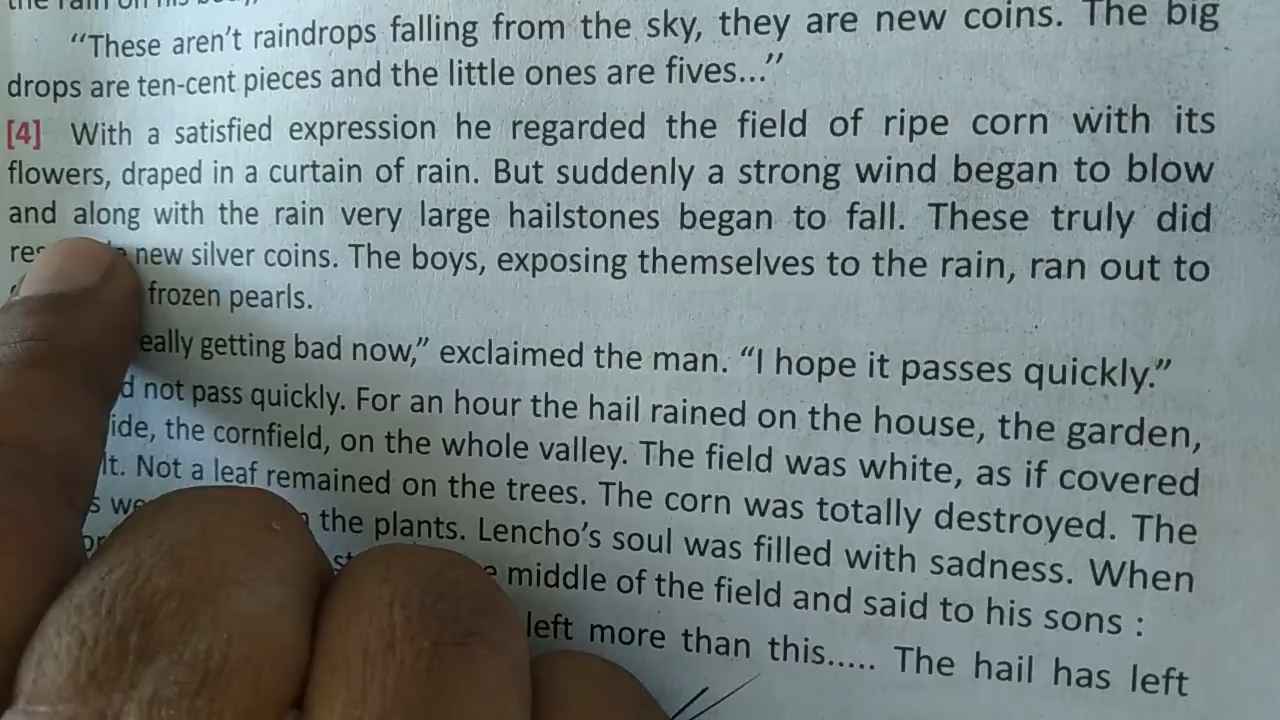 the rain on his
“These aren’t raindrops falling from the sky, they are new coins. The big
drops are ten-cent pieces and the little ones are fives...”
[4] With a satisfied expression he regarded the field of ripe corn with its
flowers, draped in a curtain of rain. But suddenly a strong wind began to blow
and along with the rain very large hailstones began to fall. These truly did
new silver coins. The boys, exposing themselves to the rain, ran out to
frozen pearls.
getting bad now,” exclaimed the man. “I hope it passes quickly.”
not pass quickly. For an hour the hail rained on the house, the garden,
the cornfield, on the whole valley. The field was white, as if covered
Not a leaf remained on the trees. The corn was totally destroyed. The
the plants. Lencho’s soul was filled with sadness. When
middle of the field and said to his sons :
left more than this..... The hail has left